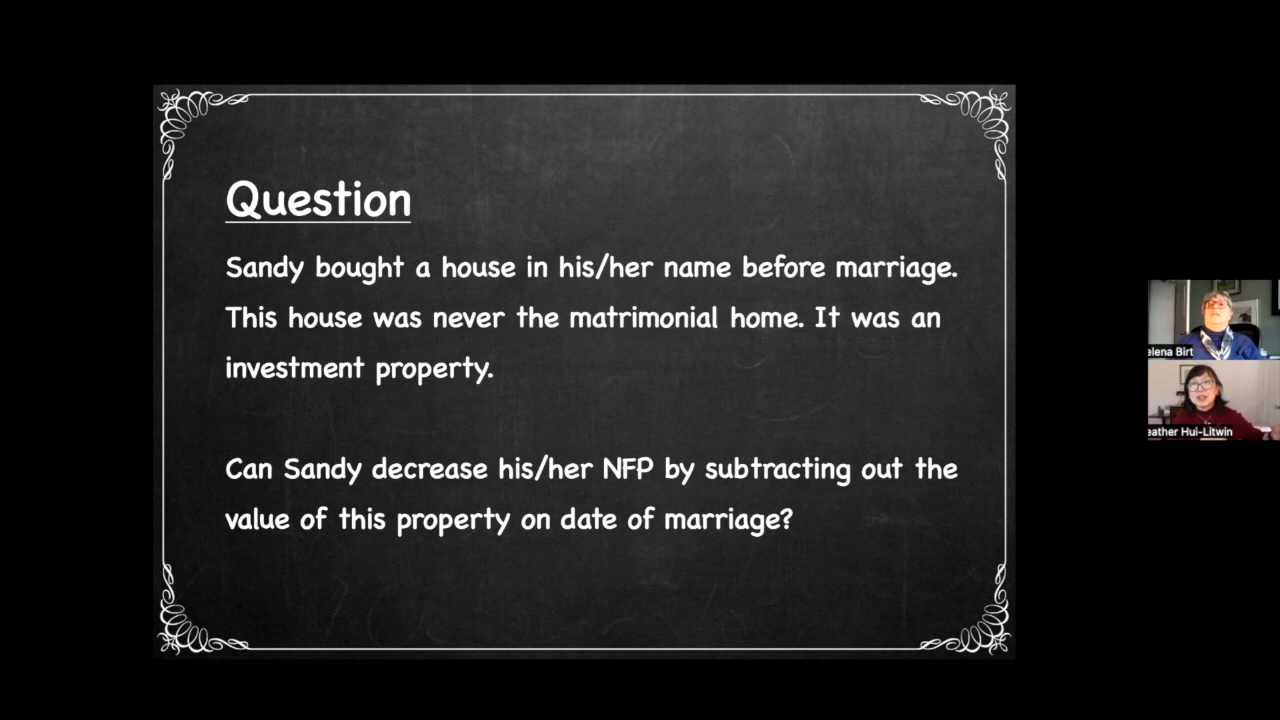 Question
Sandy bought a house in his/her name before marriage.
This house was never the matrimonial home. It was an
investment property.
Can Sandy decrease his/her NFP by subtracting out the
value of this property on date of marriage?
elena Birt
eather Hui-Litwin